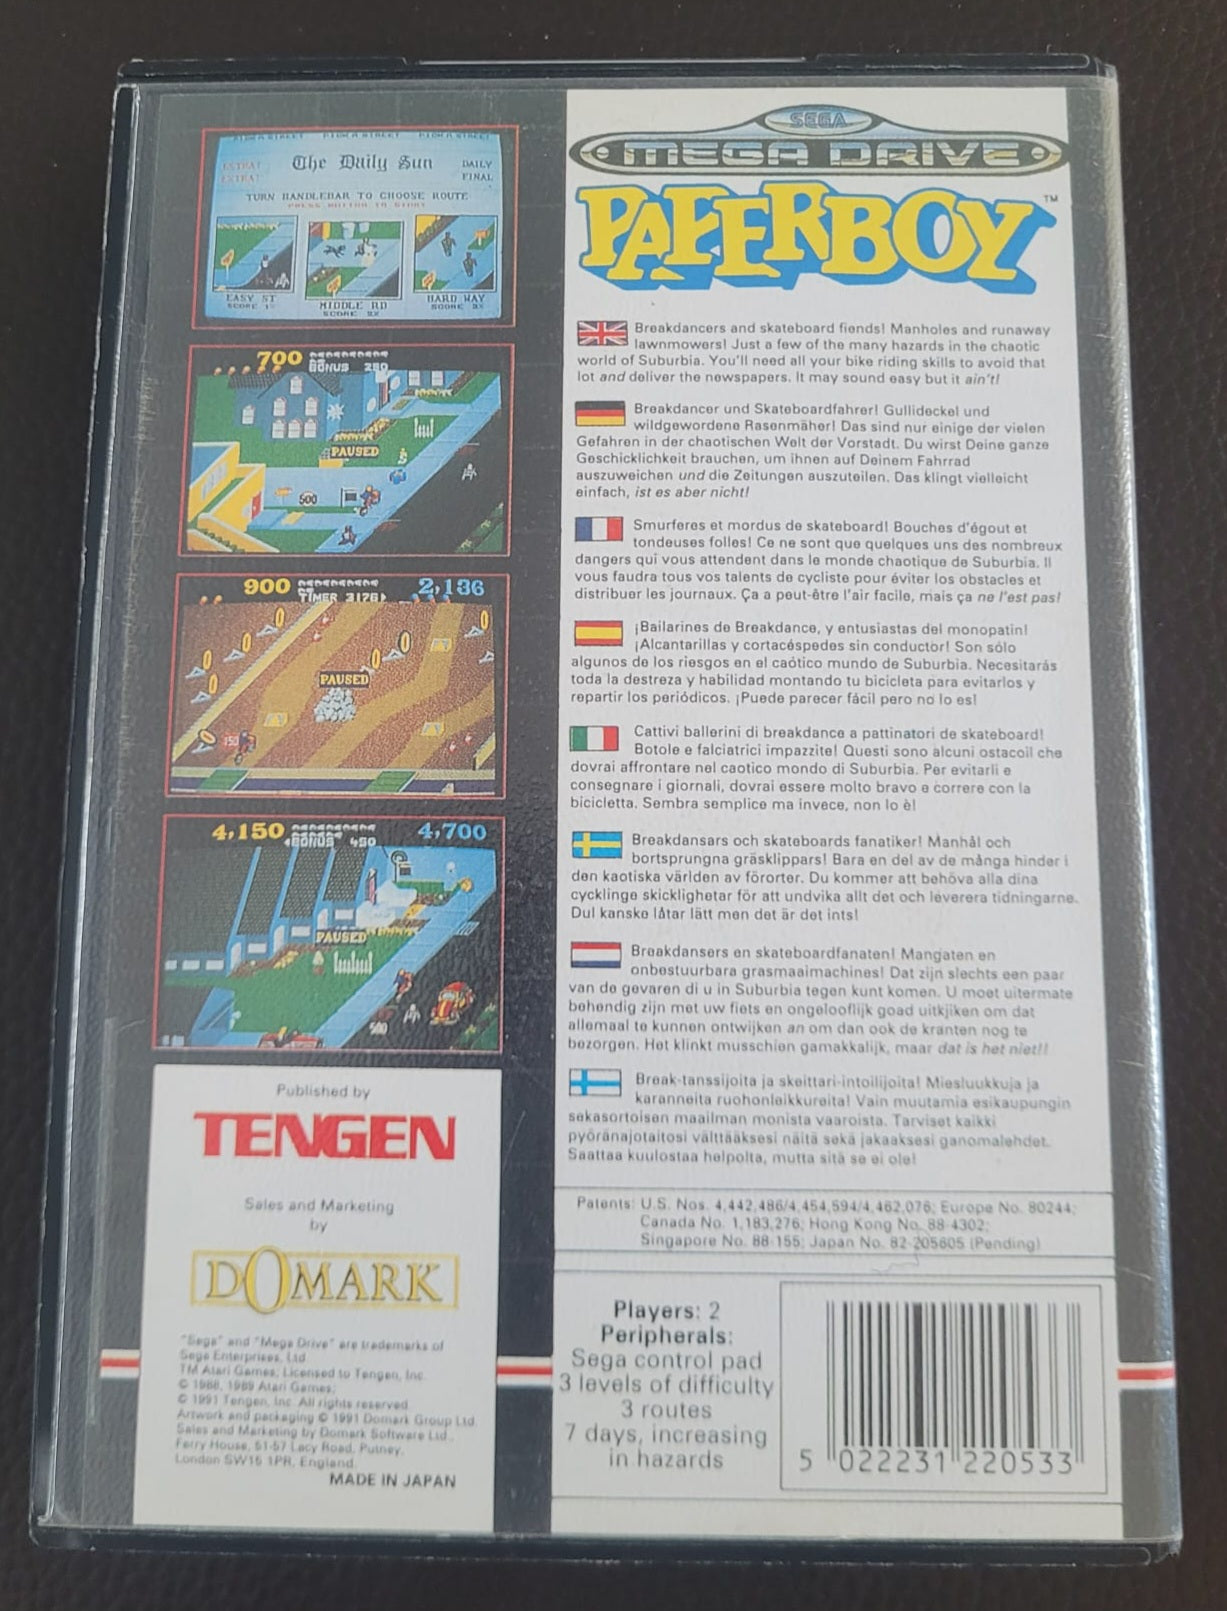 PICK A STREET PICK A STREET PICK A STREET
EXTRA!
EXTRA!
The Daily Sun
DAILY
FINAL
TURN HANDLEBAR TO CHOOSE ROUTE
PRESS BUTTON TO START
EASY ST
SCORE 1X
MIDDLE RD
SCORE 2X
HARD WAY
SCORE 3X
700
BONUS 250
PAUSED
500
900
TIMER 3176
2,136
PAUSED
150
4,150
BONUS 450
4,700
PAUSED
500
Published by
TENGEN
Sales and Marketing
by
DOMARK
"Sega" and "Mega Drive" are trademarks of
Sega Enterprises, Ltd.
TM Atari Games; Licensed to Tengen, Inc.
© 1988, 1989 Atari Games;
© 1991 Tengen, Inc. All rights reserved.
Artwork and packaging © 1991 Domark Group Ltd.
Sales and Marketing by Domark Software Ltd.,
Ferry House, 51-57 Lacy Road, Putney,
London SW15 1PR, England.
MADE IN JAPAN
SEGA
MEGA DRIVE
PAPERBOY TM
Breakdancers and skateboard fiends! Manholes and runaway
lawnmowers! Just a few of the many hazards in the chaotic
world of Suburbia. You'll need all your bike riding skills to avoid that
lot and deliver the newspapers. It may sound easy but it ain't!
Breakdancer und Skateboardfahrer! Gullideckel und
wildgewordene Rasenmäher! Das sind nur einige der vielen
Gefahren in der chaotischen Welt der Vorstadt. Du wirst Deine ganze
Geschicklichkeit brauchen, um ihnen auf Deinem Fahrrad
auszuweichen und die Zeitungen auszuteilen. Das klingt vielleicht
einfach, ist es aber nicht!
Smurferes et mordus de skateboard! Bouches d'égout et
tondeuses folles! Ce ne sont que quelques uns des nombreux
dangers qui vous attendent dans le monde chaotique de Suburbia. Il
vous faudra tous vos talents de cycliste pour éviter los obstacles et
distribuer les journaux. Ça a peut-être l'air facile, mais ça ne l'est pas!
¡Bailarines de Breakdance, y entusiastas del monopatin!
¡Alcantarillas y cortacéspedes sin conductor! Son sólo
algunos de los riesgos en el caótico mundo de Suburbia. Necesitarás
toda la destreza y habilidad montando tu bicicleta para evitarlos y
repartir los periódicos. ¡Puede parecer fácil pero no lo es!
Cattivi ballerini di breakdance a pattinatori de skateboard!
Botole e falciatrici impazzite! Questi sono alcuni ostacoil che
dovrai affrontare nel caotico mondo di Suburbia. Per evitarli e
consegnare i giornali, dovrai essere molto bravo a correre con la
bicicletta. Sembra semplice ma invece, non lo è!
Breakdansars och skateboards fanatiker! Manhål och
bortsprungna gräsklippars! Bara en del av de många hinder i
den kaotiska världen av förorter. Du kommer att behöva alla dina
cyklinge skicklighetar för att undvika allt det och leverera tidningarne.
Dul kanske låtar lätt men det är det ints!
Breakdansers en skateboardfanaten! Mangaten en
onbestuurbara grasmaaimachines! Dat zijn slechts een paar
van de gevaren di u in Suburbia tegen kunt komen. U moet uitermate
behendig zijn met uw fiets en ongelooflijk goad uitkjiken om dat
allemaal te kunnen ontwijken an om dan ook de kranten nog te
bezorgen. Het klinkt musschien gamakkalijk, maar dat is het niet!!
Break-tanssijoita ja skeittari-intoilijoita! Miesluukkuja ja
karanneita ruohonleikkureita! Vain muutamia esikaupungin
sekasortoisen maailman monista vaaroista. Tarviset kaikki
pyöränajotaitosi välttääksesi näitä sekä jakaaksesi ganomalehdet.
Saattaa kuulostaa helpolta, mutta sitä se ei ole!
Patents: U.S. Nos. 4,442,486/4,454,594/4,462,076; Europe No. 80244;
Canada No. 1,183,276; Hong Kong No. 88-4302;
Singapore No. 88-155; Japan No. 82-205605 (Pending)
Players: 2
Peripherals:
Sega control pad
3 levels of difficulty
3 routes
7 days, increasing
in hazards
5 022231 220533